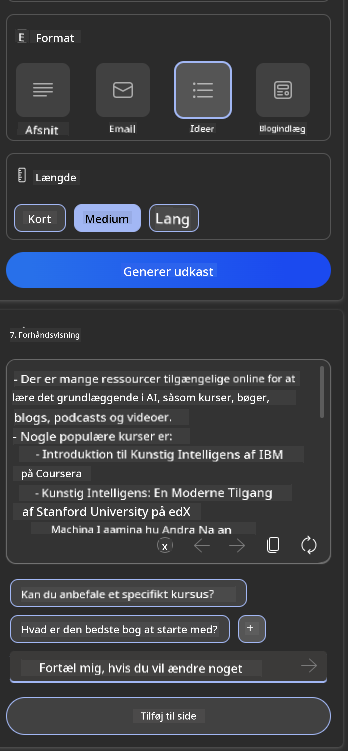 Format
Afsnit
Email
Ideer
Blogindlæg
Længde
Kort
Medium
Lang
Generer udkast
7. Forhåndsvisning
- Der er mange ressourcer tilgængelige online for at
lære det grundlæggende i AI, såsom kurser, bøger,
blogs, podcasts og videoer.
- Nogle populære kurser er:
- Introduktion til Kunstig Intelligens af IBM
på Coursera
- Kunstig Intelligens: En Moderne Tilgang
af Stanford University på edX
Kan du anbefale et specifikt kursus?
Hvad er den bedste bog at starte med?
+
Fortæl mig, hvis du vil ændre noget
Tilføj til side